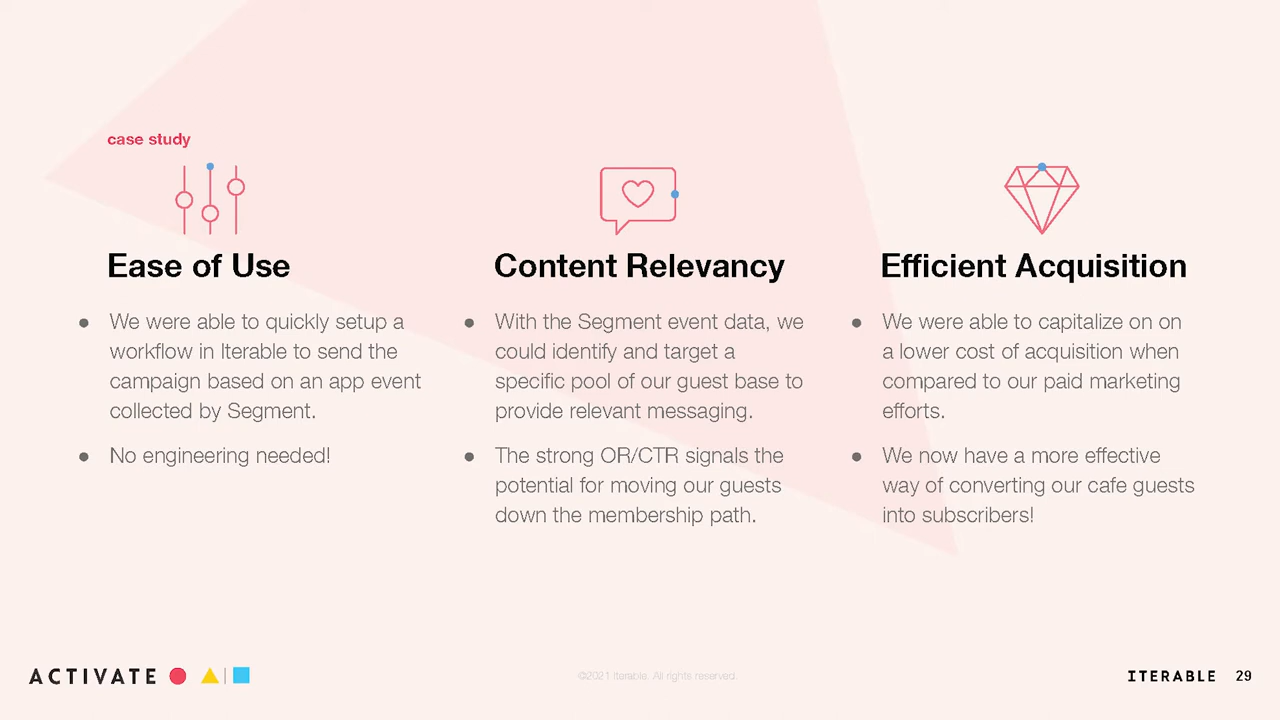 case study
Ease of Use
● We were able to quickly setup a
workflow in Iterable to send the
campaign based on an app event
collected by Segment.
● No engineering needed!
Content Relevancy
● With the Segment event data, we
could identify and target a
specific pool of our guest base to
provide relevant messaging.
● The strong OR/CTR signals the
potential for moving our guests
down the membership path.
Efficient Acquisition
● We were able to capitalize on on
a lower cost of acquisition when
compared to our paid marketing
efforts.
● We now have a more effective
way of converting our cafe guests
into subscribers!
ACTIVATE
©2021 Iterable. All rights reserved.
ITERABLE 29